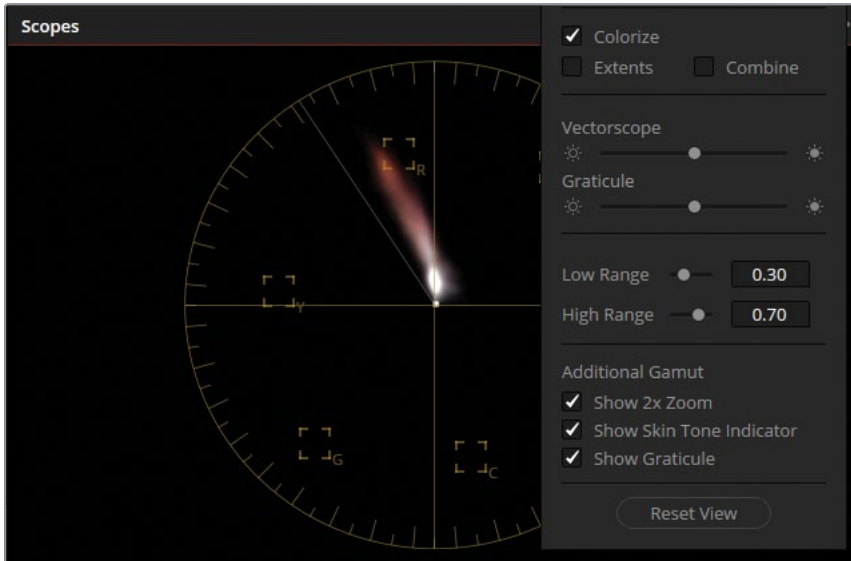 Scopes
Colorize
Extents Combine
Vectorscope
Graticule
Low Range 0.30
High Range 0.70
Additional Gamut
Show 2x Zoom
Show Skin Tone Indicator
Show Graticule
Reset View
R
Y
G
C